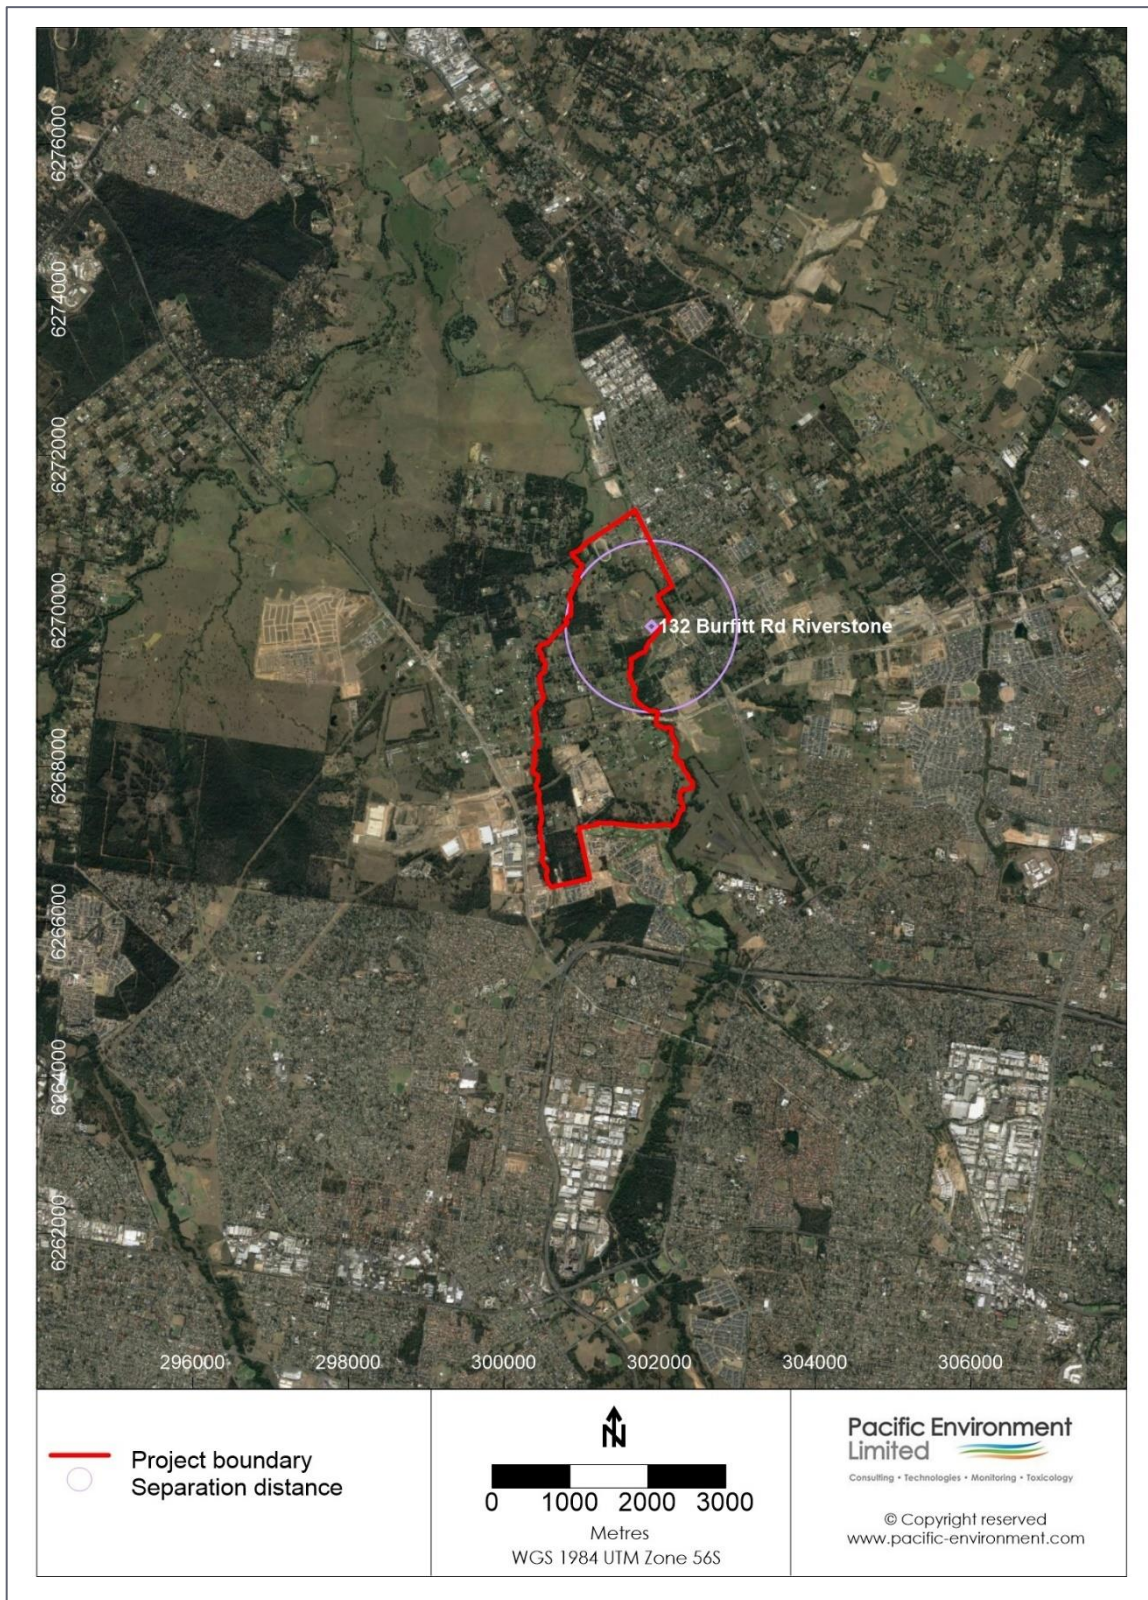 6276000
6274000
6272000
6270000
6268000
6266000
6264000
6262000
132 Burfitt Rd Riverstone
296000 298000 300000 302000 304000 306000
Project boundary
Separation distance
N
0 1000 2000 3000
Metres
WGS 1984 UTM Zone 56S
Pacific Environment
Limited
Consulting • Technologies • Monitoring • Toxicology
© Copyright reserved
www.pacific-environment.com